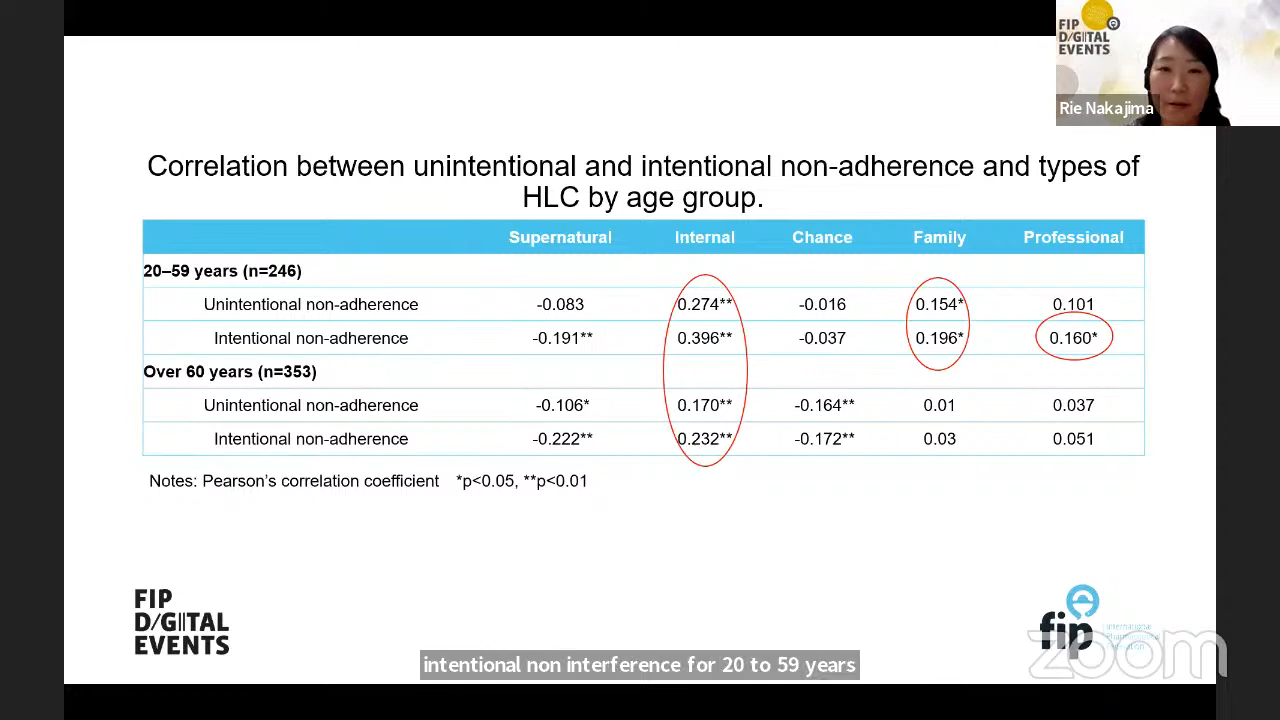 FIP
D/GITAL
EVENTS
Rie Nakajima
Correlation between unintentional and intentional non-adherence and types of
HLC by age group.
Supernatural Internal Chance Family Professional
20–59 years (n=246)
Unintentional non-adherence -0.083 0.274** -0.016 0.154* 0.101
Intentional non-adherence -0.191** 0.396** -0.037 0.196* 0.160*
Over 60 years (n=353)
Unintentional non-adherence -0.106* 0.170** -0.164** 0.01 0.037
Intentional non-adherence -0.222** 0.232** -0.172** 0.03 0.051
Notes: Pearson's correlation coefficient *p<0.05, **p<0.01
FIP
D/GITAL
EVENTS
fip
International
Pharmaceutical
Federation
zoom
intentional non interference for 20 to 59 years